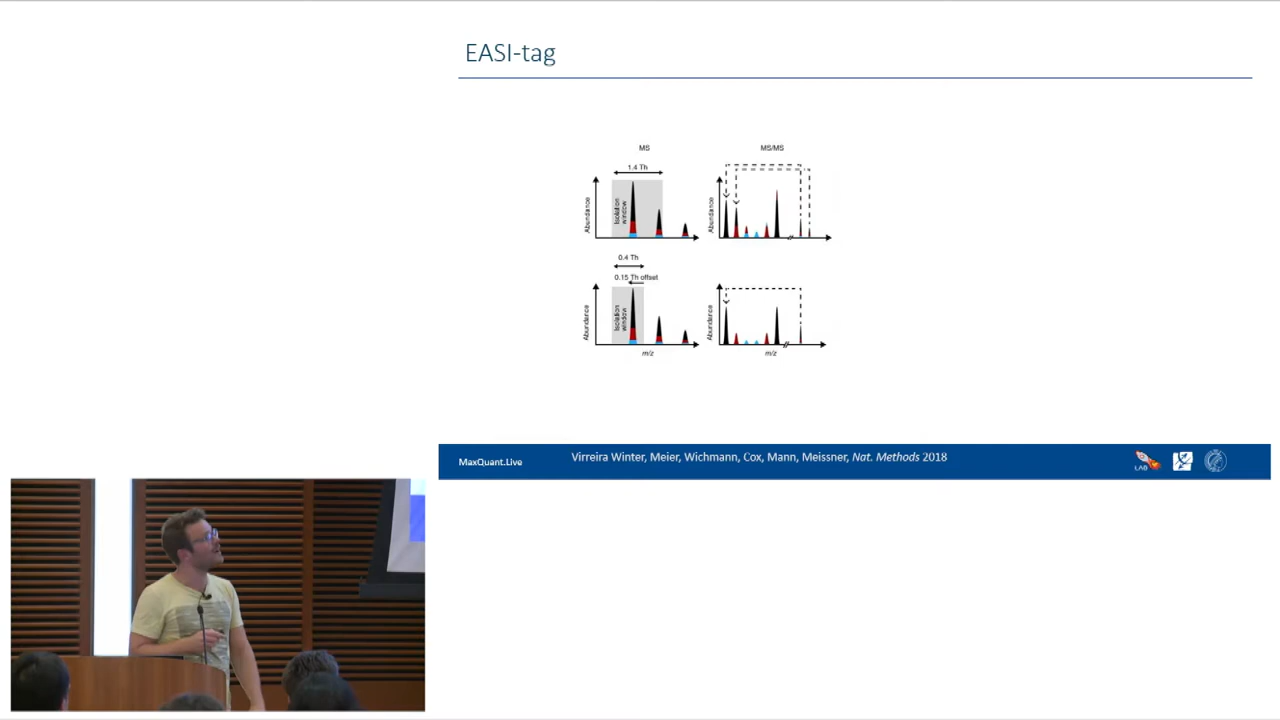 EASI-tag
MS
MS/MS
1.4 Th
Abundance
Isolation
window
Abundance
0.4 Th
0.15 Th offset
Abundance
Isolation
window
Abundance
m/z
m/z
MaxQuant.Live
Virreira Winter, Meier, Wichmann, Cox, Mann, Meissner, Nat. Methods 2018
LAB